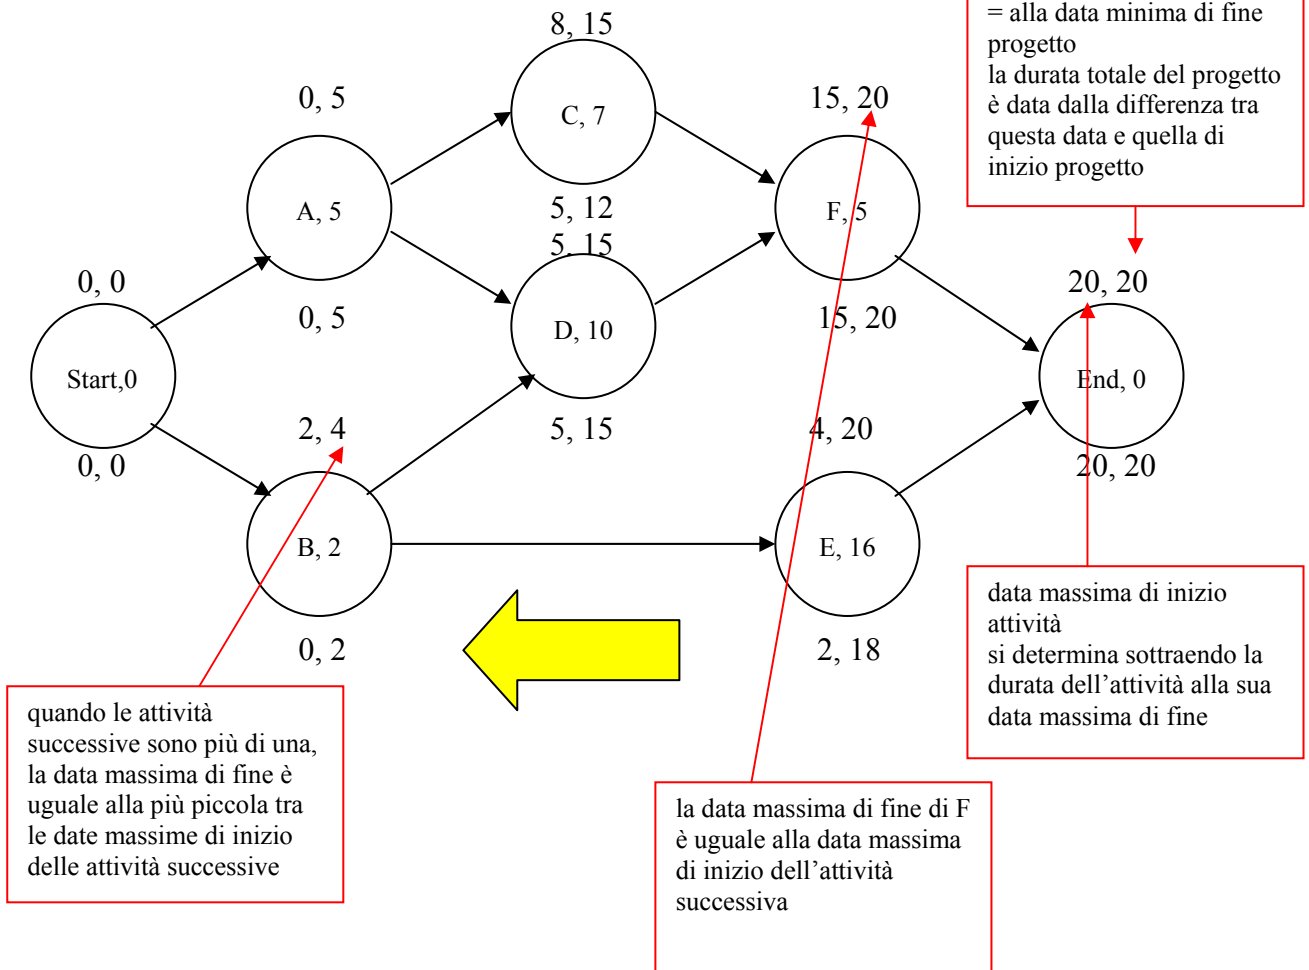 = alla data minima di fine
progetto
la durata totale del progetto
è data dalla differenza tra
questa data e quella di
inizio progetto
8, 15
0, 5
15, 20
C, 7
A, 5
5, 12
5, 15
F, 5
0, 0
20, 20
0, 5
15, 20
D, 10
Start,0
End, 0
2, 4
5, 15
4, 20
0, 0
20, 20
B, 2
E, 16
0, 2
2, 18
data massima di inizio
attività
si determina sottraendo la
durata dell’attività alla sua
data massima di fine
quando le attività
successive sono più di una,
la data massima di fine è
uguale alla più piccola tra
le date massime di inizio
delle attività successive
la data massima di fine di F
è uguale alla data massima
di inizio dell’attività
successiva